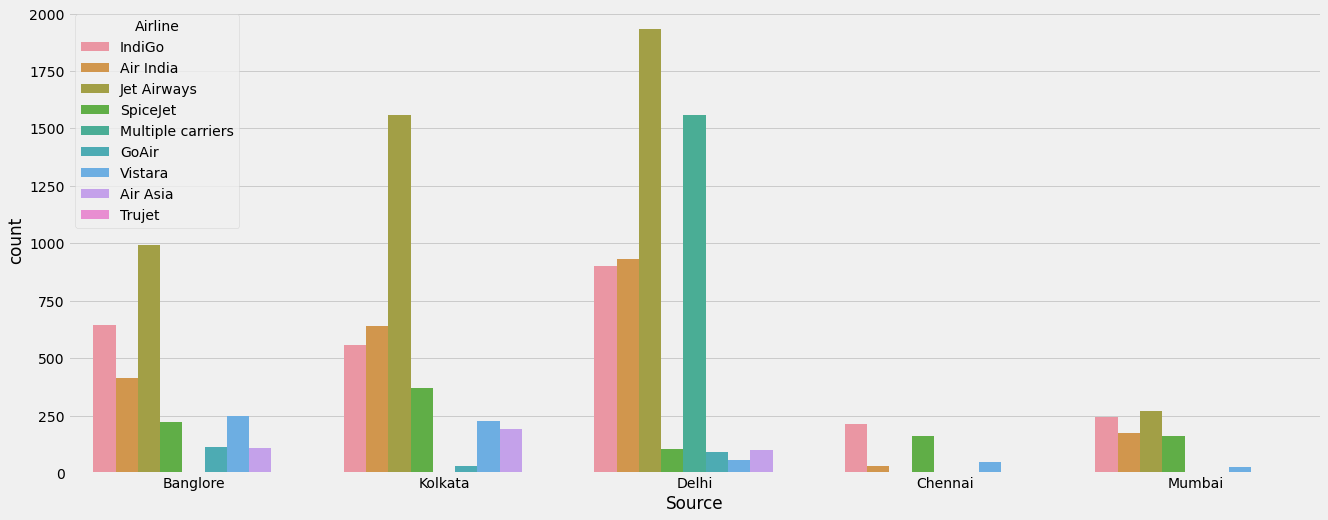 2000
1750
1500
1250
1000
750
500
250
0
count
Airline
IndiGo
Air India
Jet Airways
SpiceJet
Multiple carriers
GoAir
Vistara
Air Asia
Trujet
Banglore Kolkata Delhi Chennai Mumbai
Source